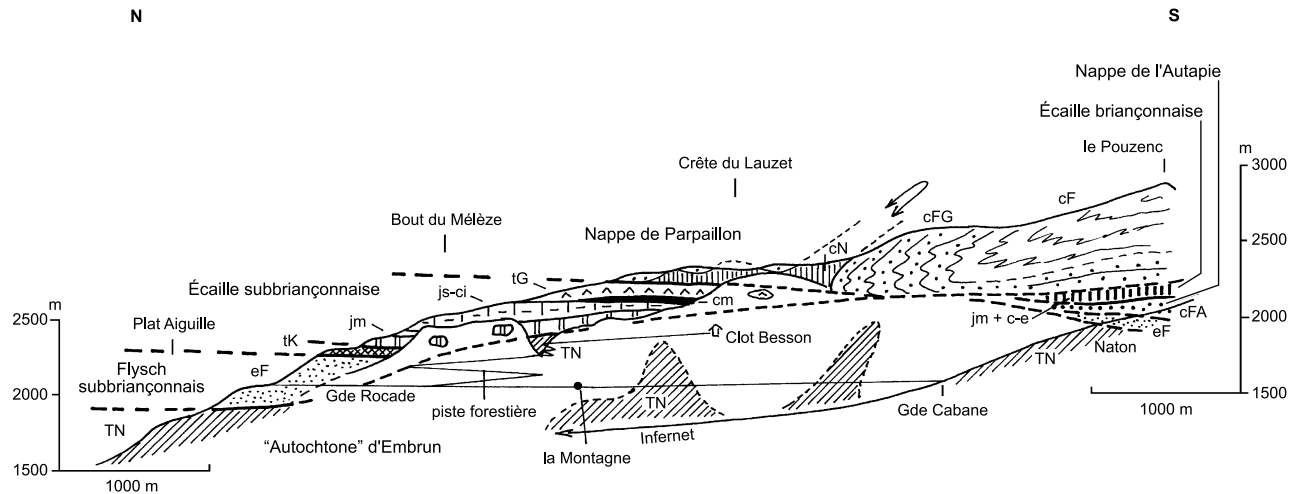 N
S
Nappe de l'Autapie
Écaille briançonnaise
le Pouzenc
m
3000
Crête du Lauzet
cF
cFG
Bout du Mélèze
Nappe de Parpaillon
2500
cN
tG
Écaille subbriançonnaise
js-ci
m
cm
2500
jm
jm + c-e
cFA
2000
Plat Aiguille
tK
TN
Clot Besson
eF
Naton
TN
Flysch
subbriançonnais
eF
2000
Gde Rocade
piste forestière
TN
Gde Cabane
1500
1000 m
TN
Infernet
"Autochtone" d'Embrun
la Montagne
1500
1000 m